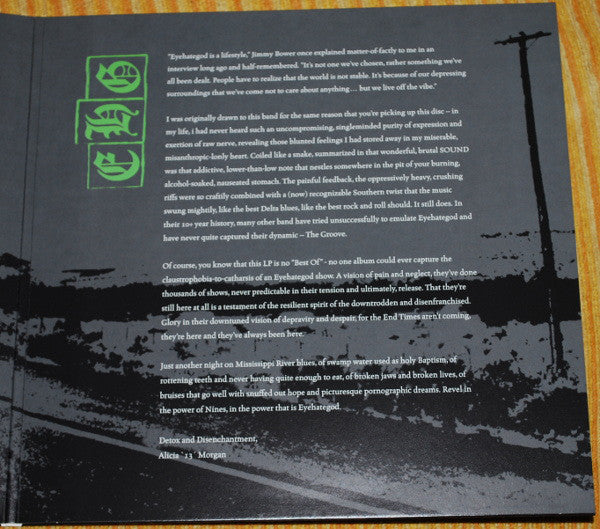 EHG
"Eyehategod is a lifestyle," Jimmy Bower once explained matter-of-factly to me in an
interview long ago and half-remembered. "It's not one we've chosen, rather something we've
all been dealt. People have to realize that the world is not stable. It's because of our depressing
surroundings that we've come not to care about anything... but we live off the vibe."
I was originally drawn to this band for the same reason that you're picking up this disc – in
my life, i had never heard such an uncompromising, singleminded purity of expression and
exertion of raw nerve, revealing those blunted feelings I had stored away in my miserable,
misanthropic-lonly heart. Coiled like a snake, summarized in that wonderful, brutal SOUND
was that addictive, lower-than-low note that nestles somewhere in the pit of your burning,
alcohol-soaked, nauseated stomach. The painful feedback, the oppressively heavy, crushing
riffs were so craftily combined with a (now) recognizable Southern twist that the music
swung mightily, like the best Delta blues, like the best rock and roll should. It still does. In
their 10+ year history, many other band have tried unsuccessfully to emulate Eyehategod and
have never quite captured their dynamic – The Groove.
Of course, you know that this LP is no "Best Of" - no one album could ever capture the
claustrophobia-to-catharsis of an Eyehategod show. A vision of pain and neglect, they've done
thousands of shows, never predictable in their tension and ultimately, release. That they're
still here at all is a testament of the resilient spirit of the downtrodden and disenfranchised.
Glory in their downtuned vision of depravity and despair, for the End Times aren't coming,
they're here and they've always been here.
Just another night on Mississippi River blues, of swamp water used as holy Baptism, of
rottening teeth and never having quite enough to eat, of broken jaws and broken lives, of
bruises that go well with snuffed out hope and picturesque pornographic dreams. Revel in
the power of Nines, in the power that is Eyehategod.
Detox and Disenchantment,
Alicia ´13´ Morgan